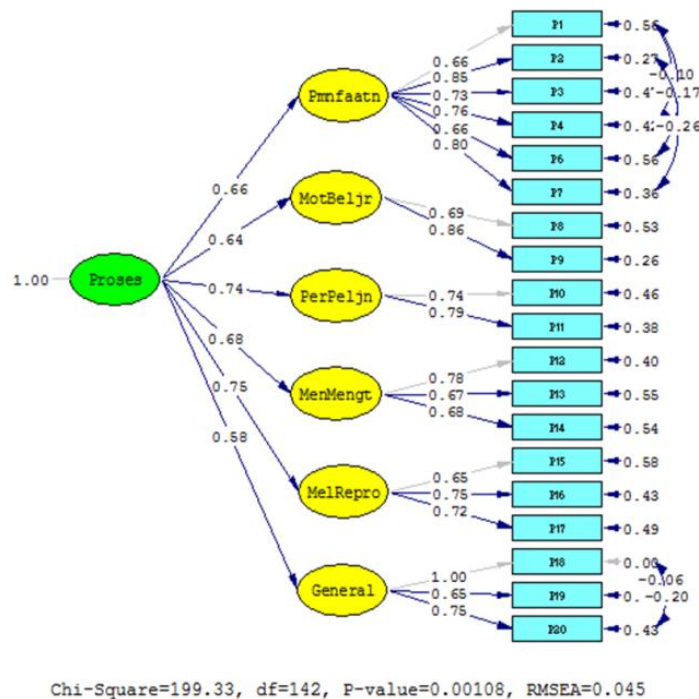 P1 0.56
0.66
P2 0.27
0.85
-0.10
0.73
P3 -0.17
Pmnfaatn
0.76
P4 -0.26
0.66
P6 0.56
0.80
P7 0.36
0.66
MotBeljr
0.69
P8 0.53
0.64
0.86
P9 0.26
1.00 Proses
0.74
PerPeljn
0.74
P10 0.46
0.79
P11 0.38
0.68
0.78
P12 0.40
MenMengt
0.67
P13 0.55
0.75
0.68
P14 0.54
0.58
0.65
P15 0.58
MelRepro
0.75
P16 0.43
0.72
P17 0.49
P18
-0.06
General
1.00
0.65
P19 -0.20
0.75
P20 0.43
Chi-Square=199.33, df=142, P-value=0.00108, RMSEA=0.045